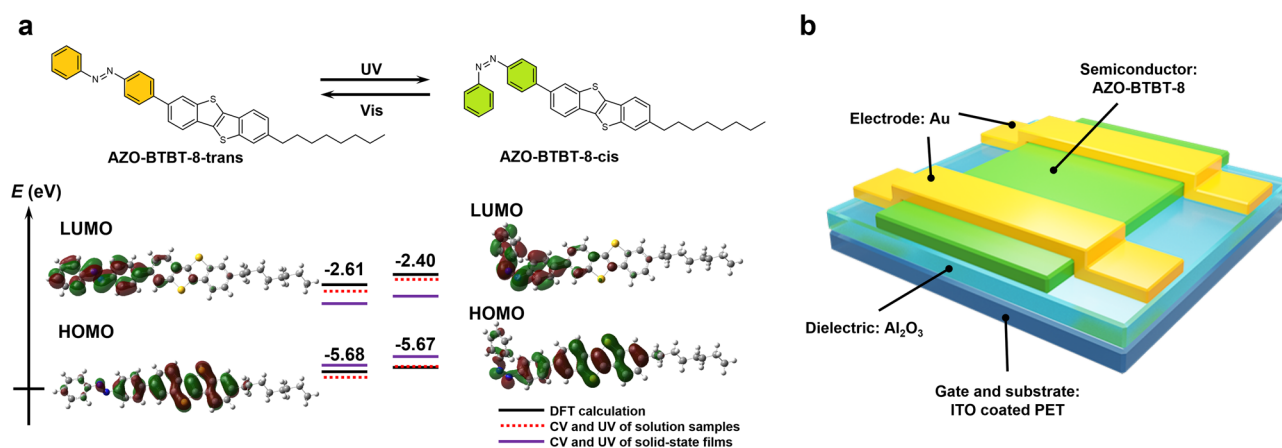 a
UV
Vis
AZO-BTBT-8-trans
AZO-BTBT-8-cis
N
N
S
S
N
N
S
S
E (eV)
LUMO
-2.61
-2.40
LUMO
HOMO
-5.68
-5.67
HOMO
DFT calculation
CV and UV of solution samples
CV and UV of solid-state films
b
Semiconductor:
AZO-BTBT-8
Electrode: Au
Dielectric: Al₂O₃
Gate and substrate:
ITO coated PET